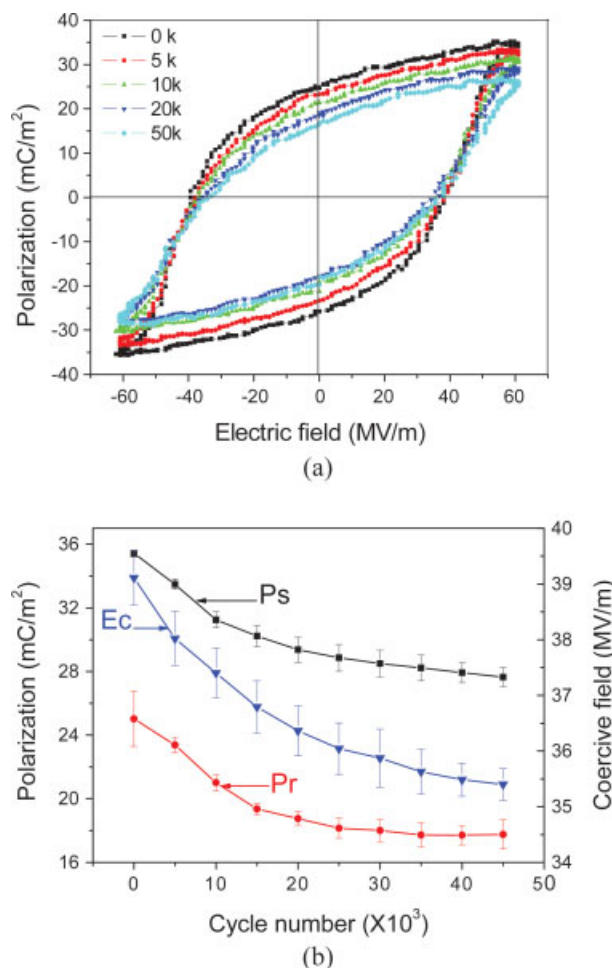 0 k
5 k
10k
20k
50k
Polarization (mC/m²)
40
30
20
10
0
-10
-20
-30
-40
-60 -40 -20 0 20 40 60
Electric field (MV/m)
(a)
Polarization (mC/m²)
36
32
28
24
20
16
Ps
Ec
Pr
40
39
38
37
36
35
34
Coercive field (MV/m)
0 10 20 30 40 50
Cycle number (X10³)
(b)